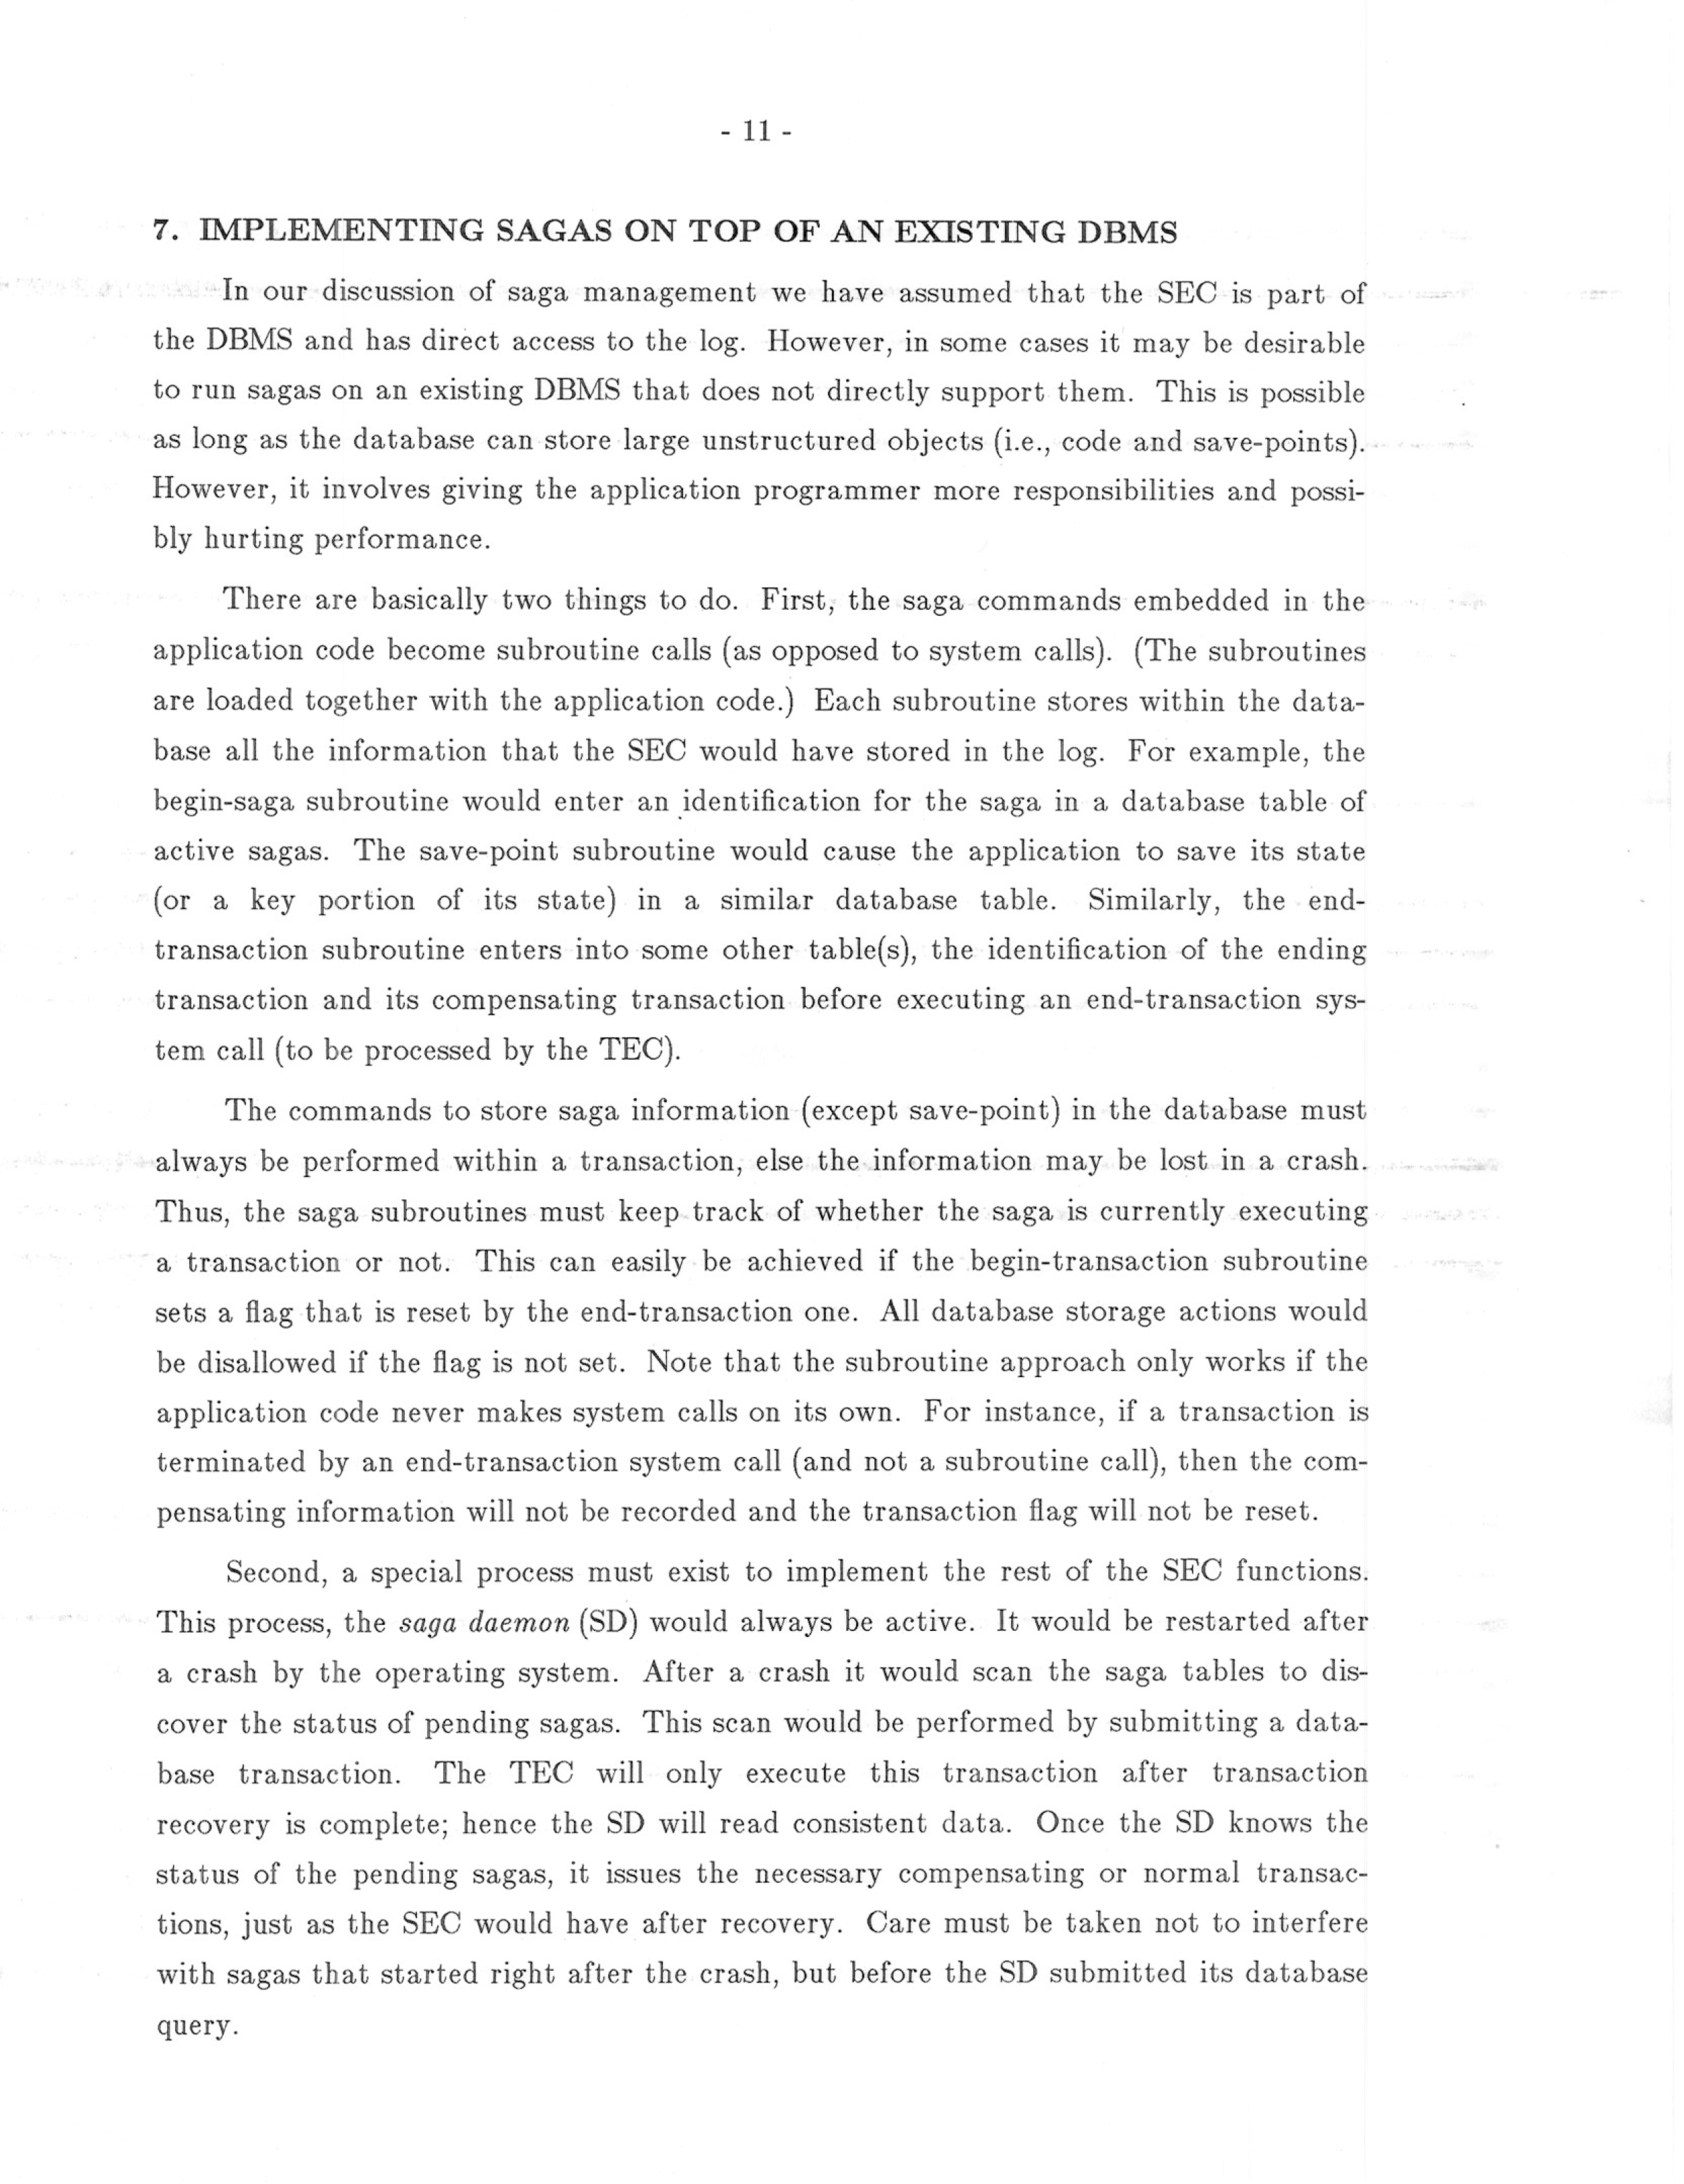 - 11 -
7. IMPLEMENTING SAGAS ON TOP OF AN EXISTING DBMS
In our discussion of saga management we have assumed that the SEC is part of
the DBMS and has direct access to the log. However, in some cases it may be desirable
to run sagas on an existing DBMS that does not directly support them. This is possible
as long as the database can store large unstructured objects (i.e., code and save-points).
However, it involves giving the application programmer more responsibilities and possi-
bly hurting performance.
There are basically two things to do. First, the saga commands embedded in the
application code become subroutine calls (as opposed to system calls). (The subroutines
are loaded together with the application code.) Each subroutine stores within the data-
base all the information that the SEC would have stored in the log. For example, the
begin-saga subroutine would enter an identification for the saga in a database table of
active sagas. The save-point subroutine would cause the application to save its state
(or a key portion of its state) in a similar database table. Similarly, the end-
transaction subroutine enters into some other table(s), the identification of the ending
transaction and its compensating transaction before executing an end-transaction sys-
tem call (to be processed by the TEC).
The commands to store saga information (except save-point) in the database must
always be performed within a transaction, else the information may be lost in a crash.
Thus, the saga subroutines must keep track of whether the saga is currently executing
a transaction or not. This can easily be achieved if the begin-transaction subroutine
sets a flag that is reset by the end-transaction one. All database storage actions would
be disallowed if the flag is not set. Note that the subroutine approach only works if the
application code never makes system calls on its own. For instance, if a transaction is
terminated by an end-transaction system call (and not a subroutine call), then the com-
pensating information will not be recorded and the transaction flag will not be reset.
Second, a special process must exist to implement the rest of the SEC functions.
This process, the saga daemon (SD) would always be active. It would be restarted after
a crash by the operating system. After a crash it would scan the saga tables to dis-
cover the status of pending sagas. This scan would be performed by submitting a data-
base transaction. The TEC will only execute this transaction after transaction
recovery is complete; hence the SD will read consistent data. Once the SD knows the
status of the pending sagas, it issues the necessary compensating or normal transac-
tions, just as the SEC would have after recovery. Care must be taken not to interfere
with sagas that started right after the crash, but before the SD submitted its database
query.